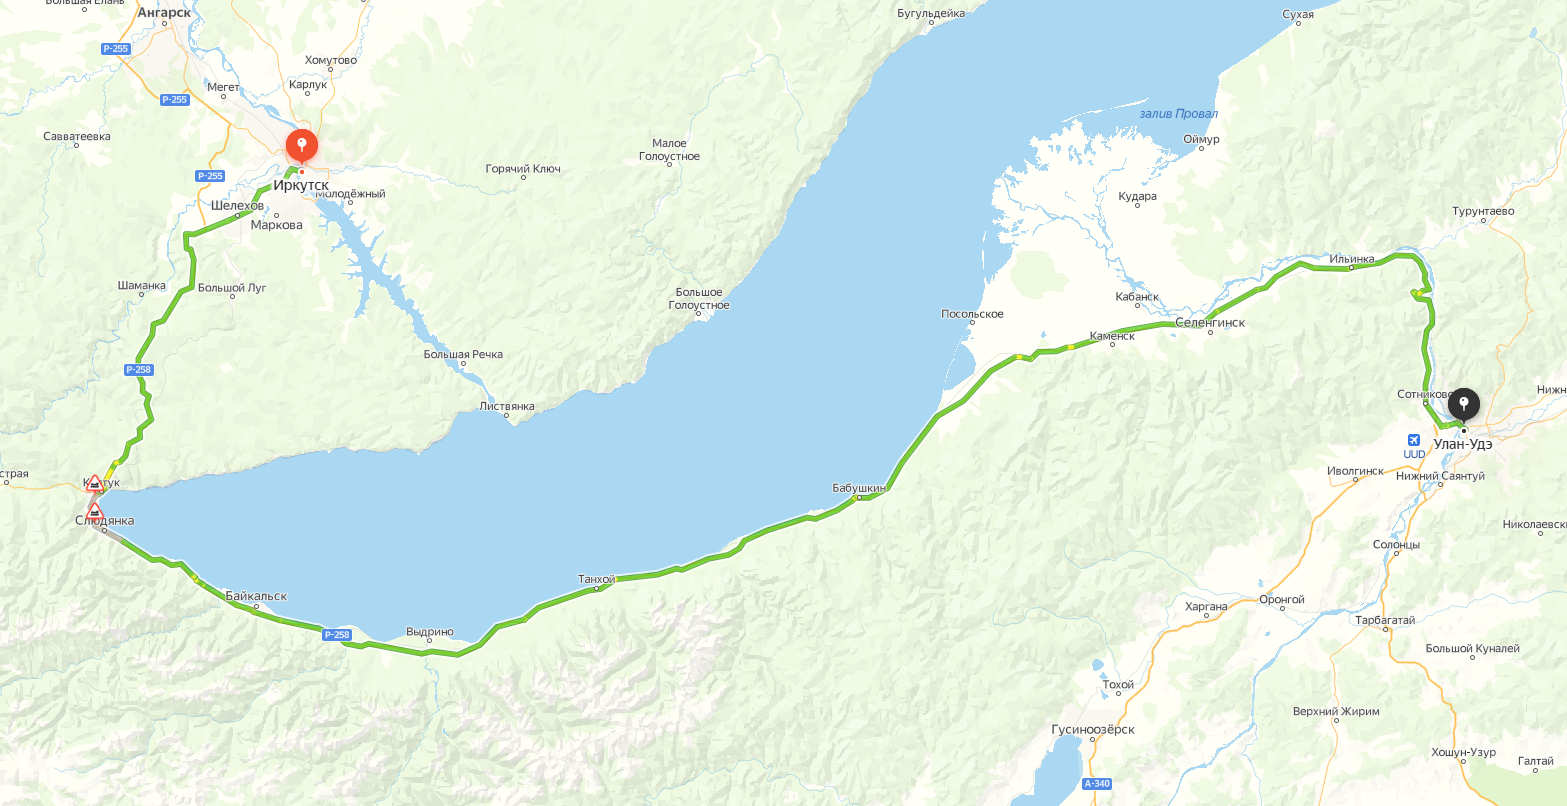 Большая Елань
Ангарск
Бугульдейка
Сухая
Р-255
Хомутово
Мегет
Карлук
Р-255
залив Провал
Савватеевка
Оймур
Малое
Голоустное
Горячий Ключ
Р-255
Иркутск
Молодёжный
Кудара
Шелехов
Маркова
Турунтаево
Ильинка
Шаманка
Большой Луг
Большое
Голоустное
Кабанск
Посольское
Селенгинск
Каменск
Большая Речка
Р-258
Листвянка
Сотниково
Нижн
Улан-Удэ
UUD
страя
Иволгинск
Нижний Саянтуй
Бабушкин
Слюдянка
Николаевск
Солонцы
Танхой
Байкальск
Оронгой
Харгана
Тарбагатай
Р-258
Выдрино
Большой Куналей
Тохой
Верхний Жирим
Гусиноозёрск
Хошун-Узур
Галтай
А-340